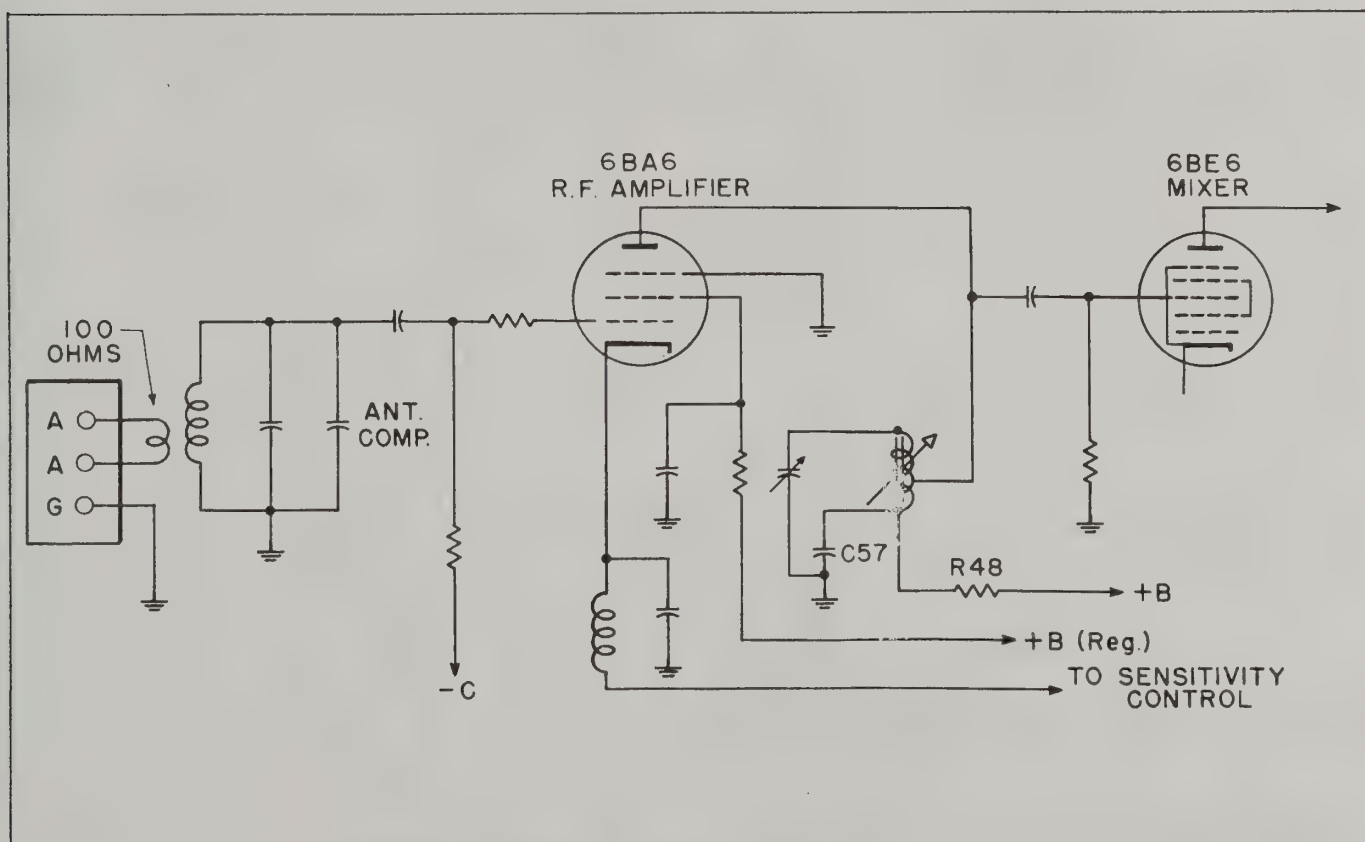 6BA6
R.F. AMPLIFIER
6BE6
MIXER
100
OHMS
A
A
G
ANT.
COMP.
C57
R48
+B
+B (Reg.)
-C
TO SENSITIVITY
CONTROL